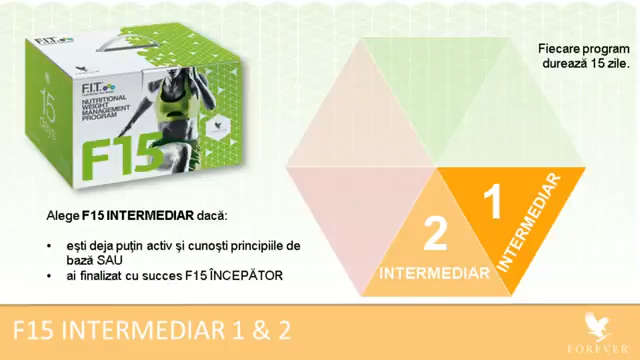 Fiecare program
durează 15 zile.
F.I.T.
NUTRITIONAL
WEIGHT
MANAGEMENT
PROGRAM
F15
15
days
Alege F15 INTERMEDIAR dacă:
• ești deja puțin activ și cunoști principiile de
bază SAU
• ai finalizat cu succes F15 ÎNCEPĂTOR
1
INTERMEDIAR
2
INTERMEDIAR
F15 INTERMEDIAR 1 & 2
FOREVER